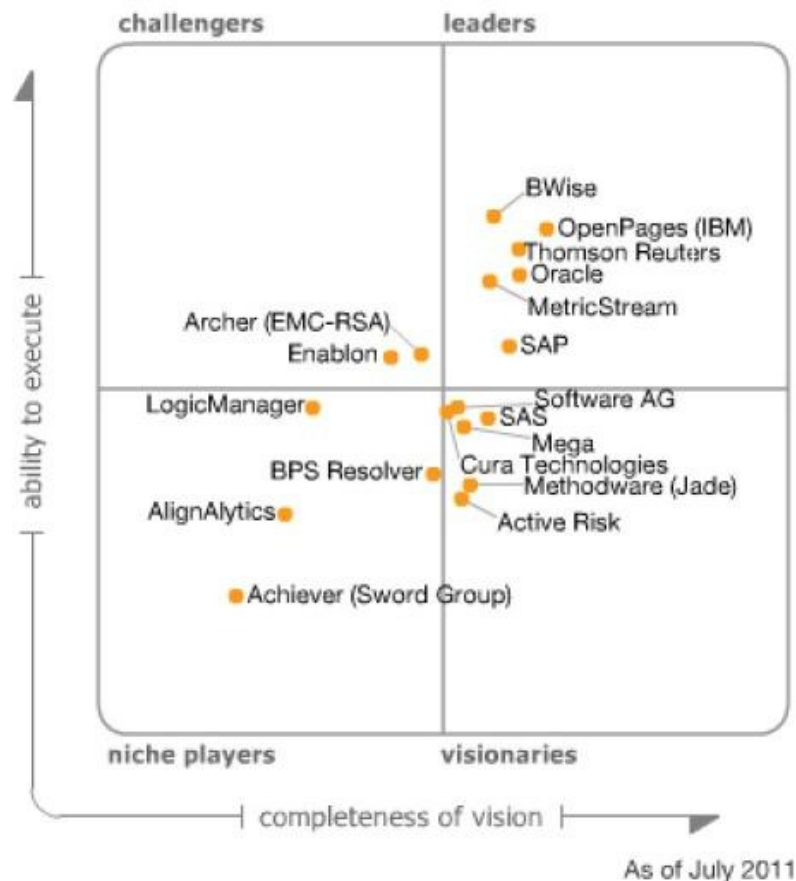 challengers
leaders
BWise
OpenPages (IBM)
Thomson Reuters
Oracle
MetricStream
Archer (EMC-RSA)
Enablon
SAP
ability to execute
LogicManager
Software AG
SAS
Mega
Cura Technologies
BPS Resolver
Methodware (Jade)
AlignAlytics
Active Risk
Achiever (Sword Group)
niche players
visionaries
completeness of vision
As of July 2011